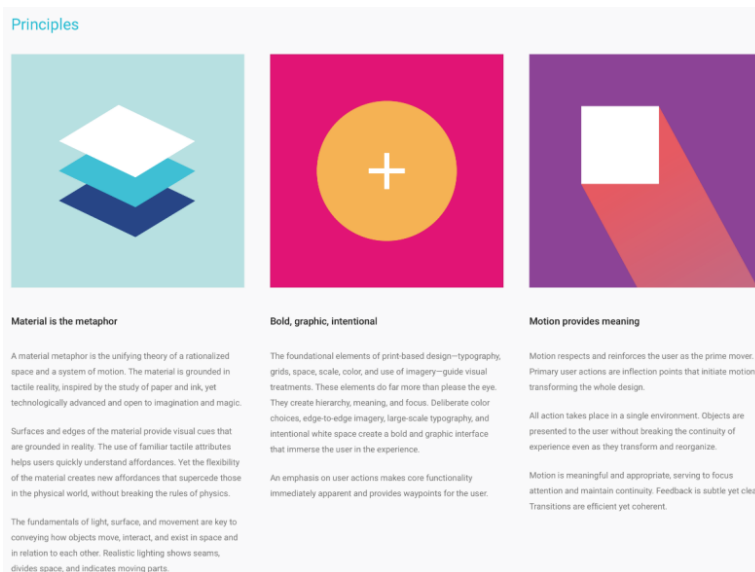 Principles
Material is the metaphor
A material metaphor is the unifying theory of a rationalized
space and a system of motion. The material is grounded in
tactile reality, inspired by the study of paper and ink, yet
technologically advanced and open to imagination and magic.
Surfaces and edges of the material provide visual cues that
are grounded in reality. The use of familiar tactile attributes
helps users quickly understand affordances. Yet the flexibility
of the material creates new affordances that supercede those
in the physical world, without breaking the rules of physics.
The fundamentals of light, surface, and movement are key to
conveying how objects move, interact, and exist in space and
in relation to each other. Realistic lighting shows seams,
divides space, and indicates moving parts.
Bold, graphic, intentional
The foundational elements of print-based design—typography,
grids, space, scale, color, and use of imagery—guide visual
treatments. These elements do far more than please the eye.
They create hierarchy, meaning, and focus. Deliberate color
choices, edge-to-edge imagery, large-scale typography, and
intentional white space create a bold and graphic interface
that immerse the user in the experience.
An emphasis on user actions makes core functionality
immediately apparent and provides waypoints for the user.
Motion provides meaning
Motion respects and reinforces the user as the prime mover.
Primary user actions are inflection points that initiate motion
transforming the whole design.
All action takes place in a single environment. Objects are
presented to the user without breaking the continuity of
experience even as they transform and reorganize.
Motion is meaningful and appropriate, serving to focus
attention and maintain continuity. Feedback is subtle yet clea
Transitions are efficient yet coherent.